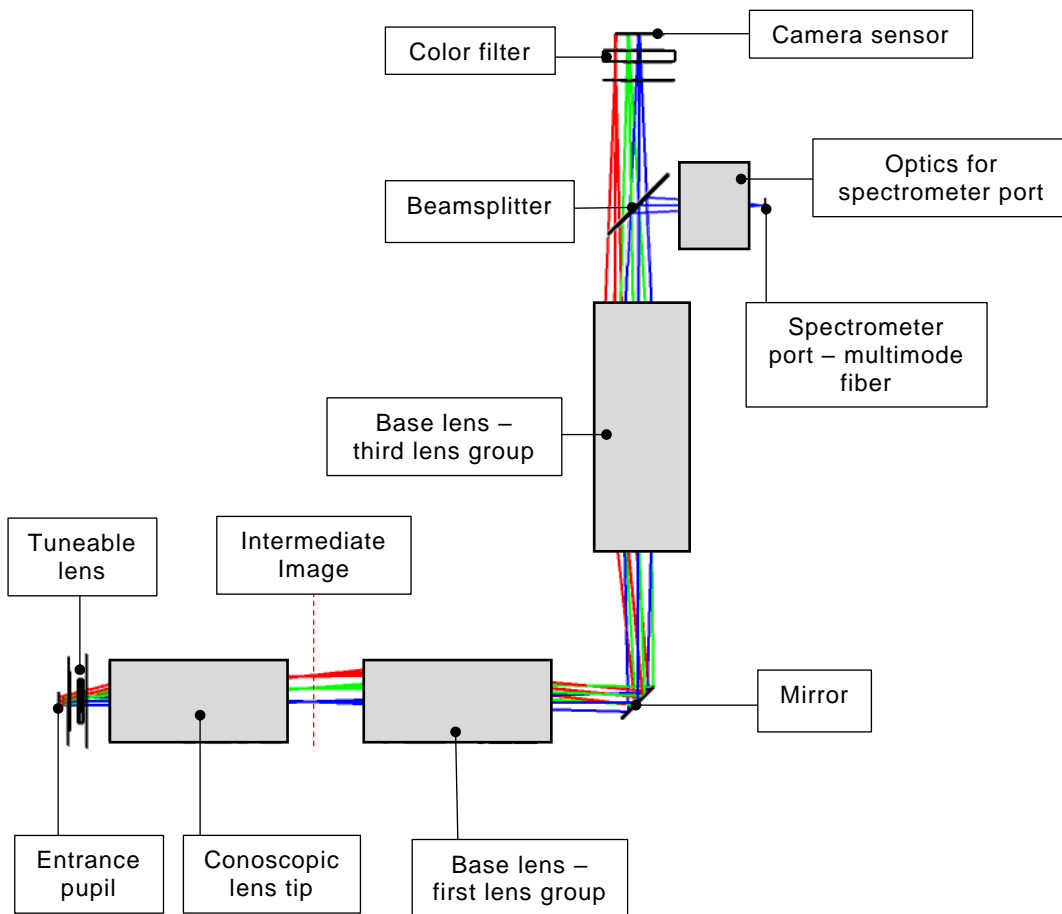 Color filter
Camera sensor
Beamsplitter
Optics for
spectrometer port
Spectrometer
port – multimode
fiber
Base lens –
third lens group
Tuneable
lens
Intermediate
Image
Mirror
Entrance
pupil
Conoscopic
lens tip
Base lens –
first lens group